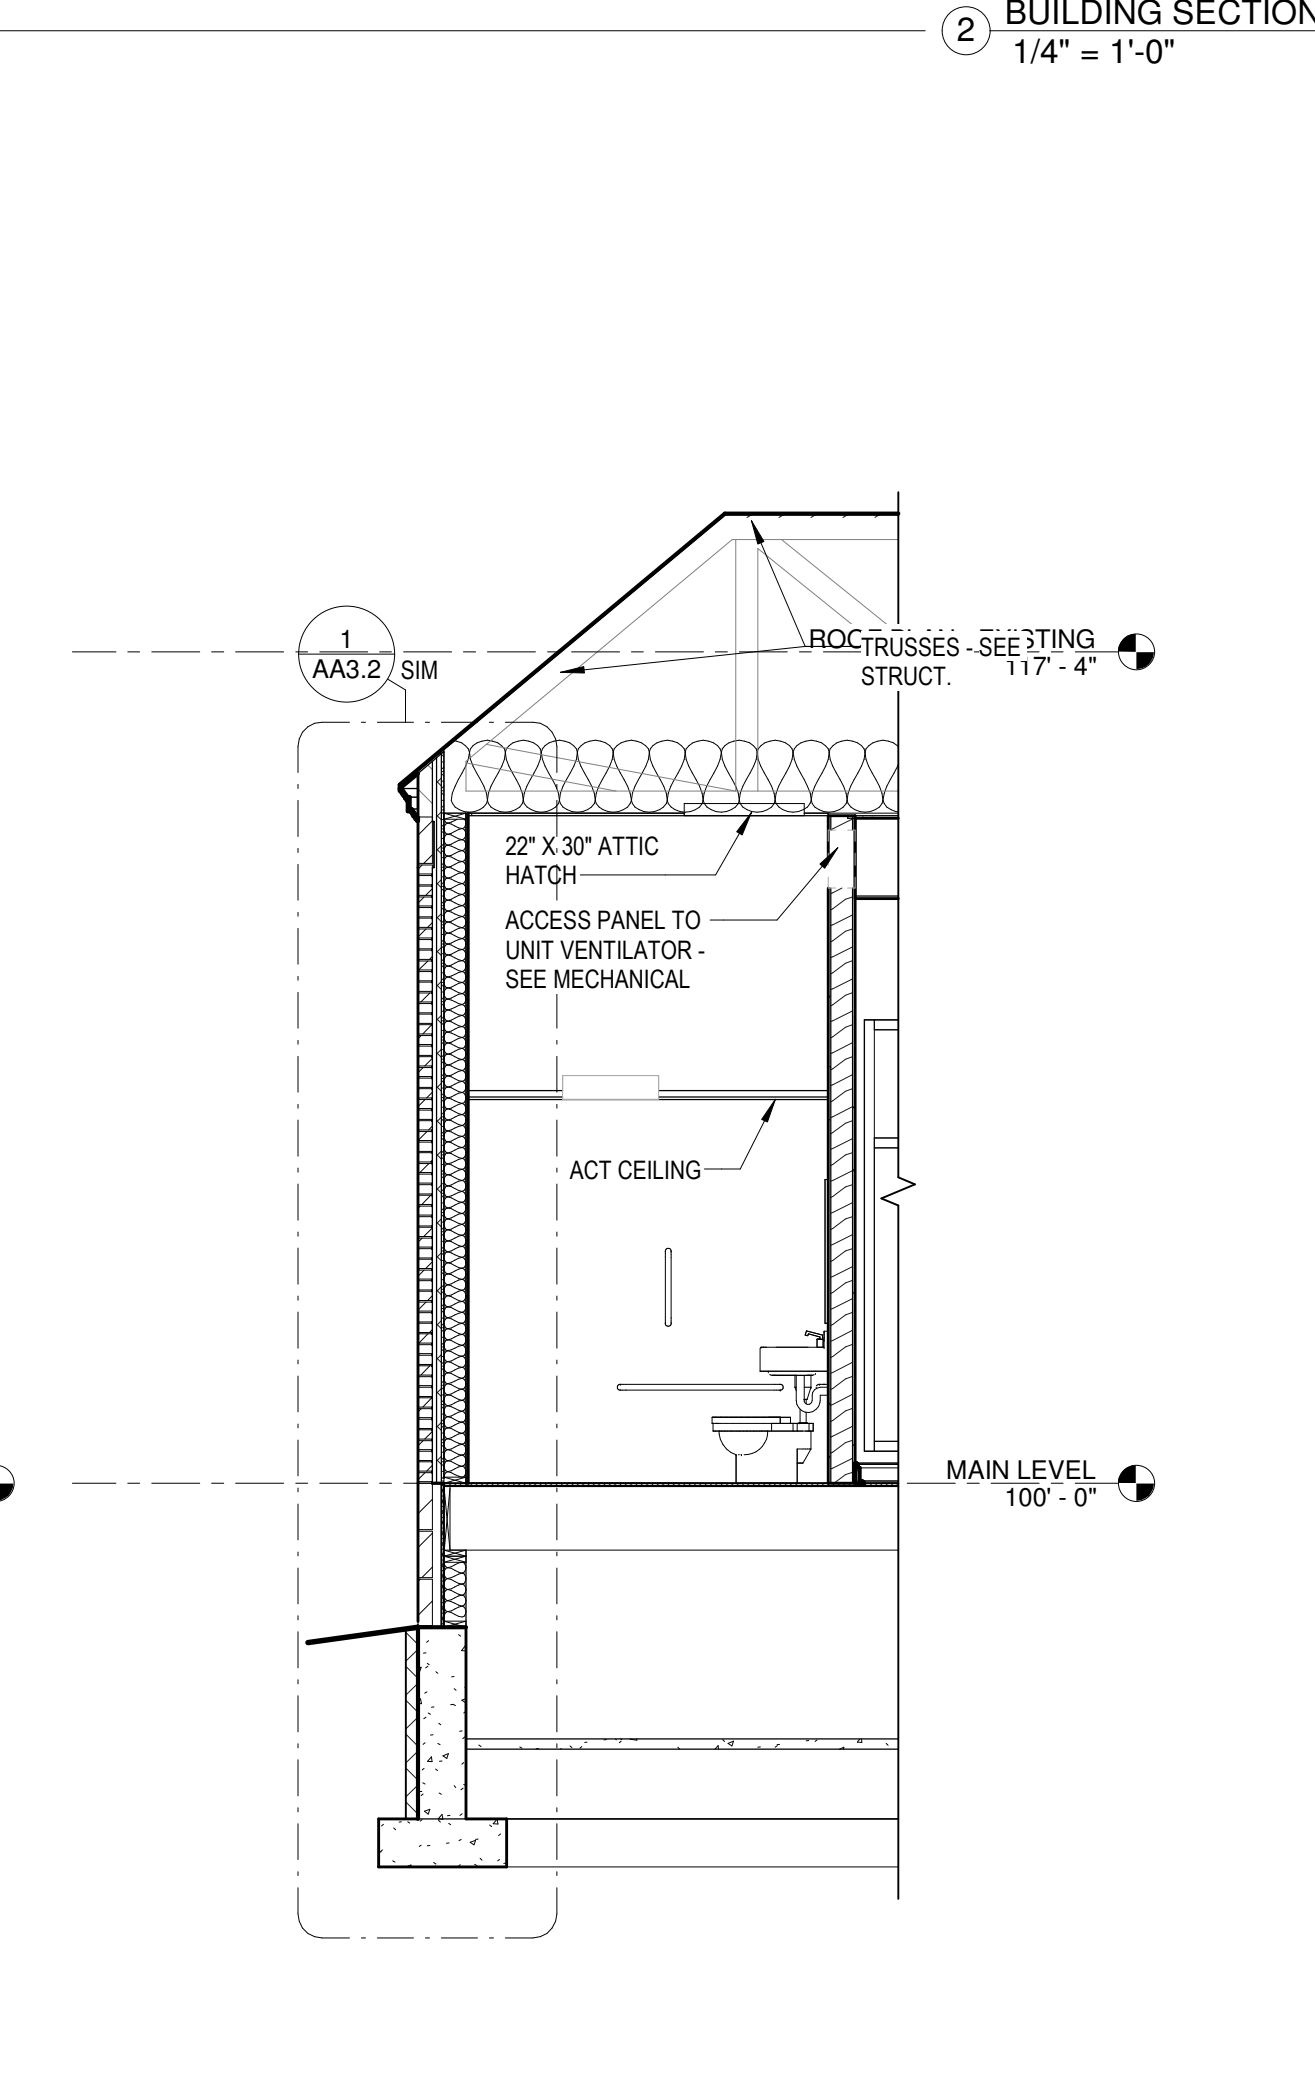 2
BUILDING SECTION
1/4" = 1'-0"
1
AA3.2
SIM
EXISTING
117' - 4"
TRUSSES - SEE
STRUCT.
22" X 30" ATTIC
HATCH
ACCESS PANEL TO
UNIT VENTILATOR -
SEE MECHANICAL
ACT CEILING
MAIN LEVEL
100' - 0"